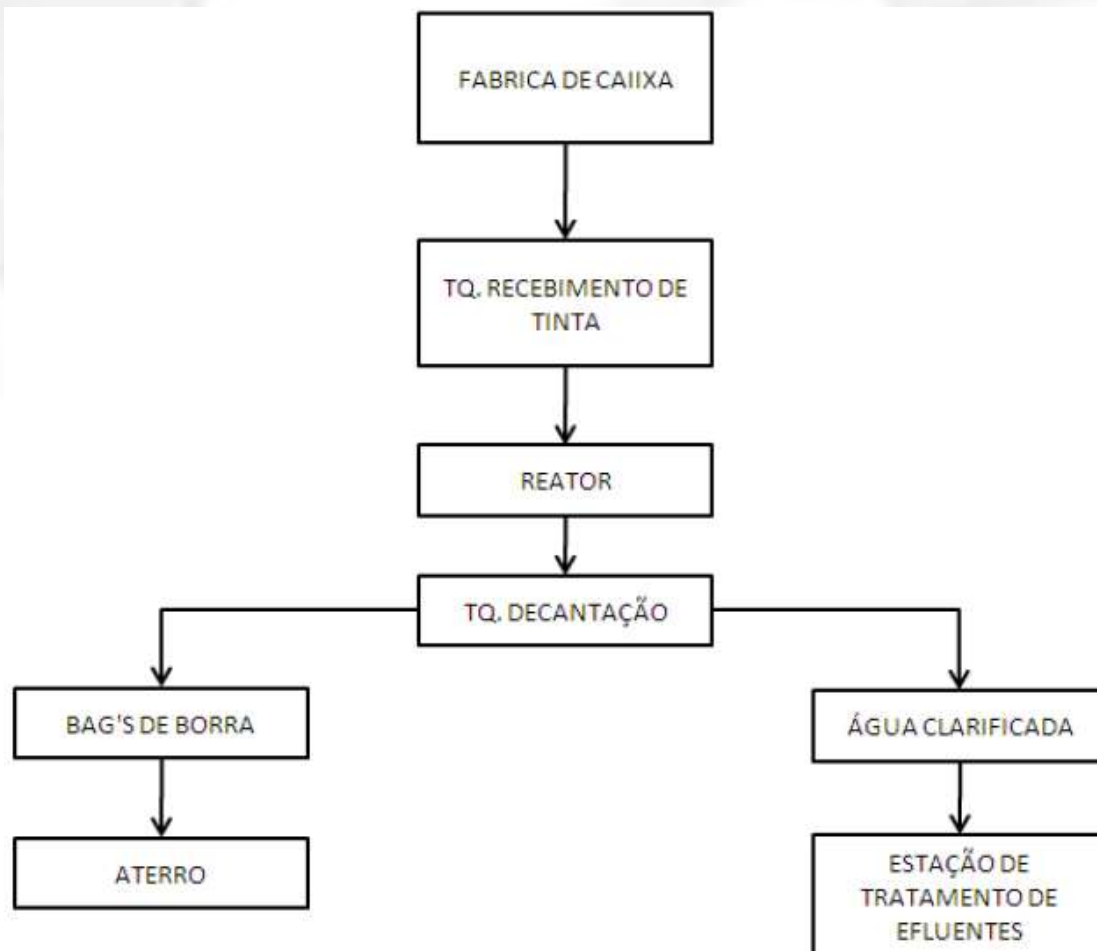 FABRICA DE CAIIXA
TQ. RECEBIMENTO DE
TINTA
REATOR
TQ. DECANTAÇÃO
BAG'S DE BORRA
ÁGUA CLARIFICADA
ATERRO
ESTAÇÃO DE
TRATAMENTO DE
EFLUENTES